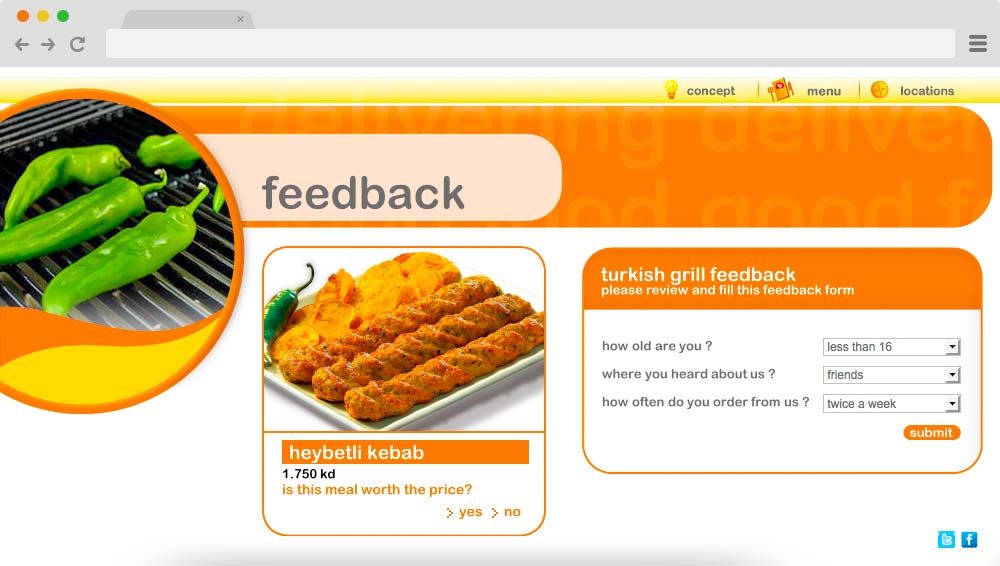 concept
menu
locations
delivering deliver
good f
feedback
turkish grill feedback
please review and fill this feedback form
how old are you ?
less than 16
where you heard about us ?
friends
how often do you order from us ?
twice a week
submit
heybetli kebab
1.750 kd
is this meal worth the price?
yes
no